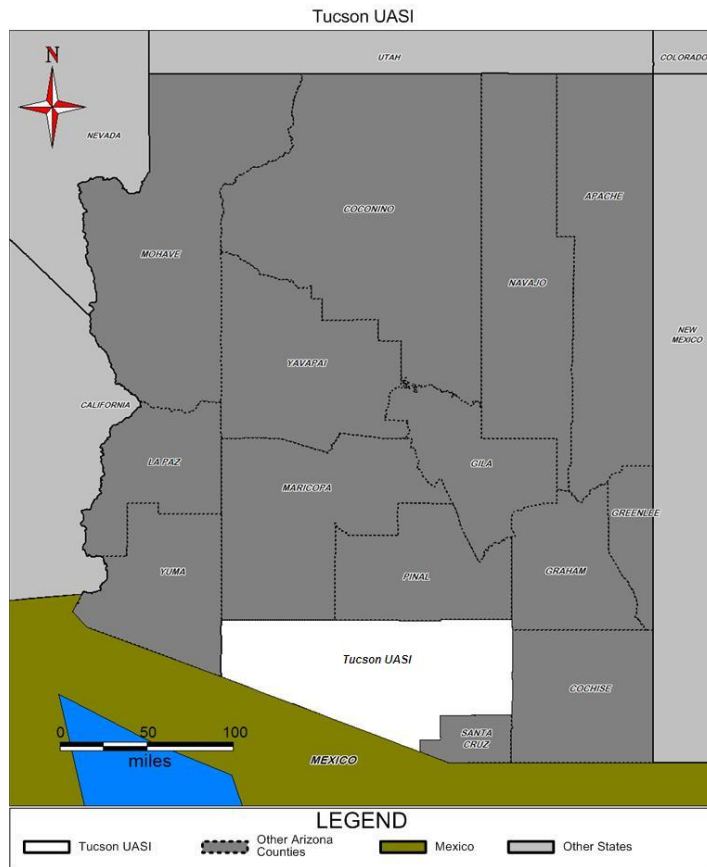 Tucson UASI
N
UTAH
COLORADO
NEVADA
COCONINO
APACHE
MOHAVE
NAVAJO
NEW
MEXICO
YAVAPAI
CALIFORNIA
LA PAZ
GILA
MARICOPA
GREENLEE
YUMA
PINAL
GRAHAM
Tucson UASI
COCHISE
SANTA
CRUZ
0 50 100
miles
MEXICO
LEGEND
Tucson UASI
Other Arizona
Counties
Mexico
Other States